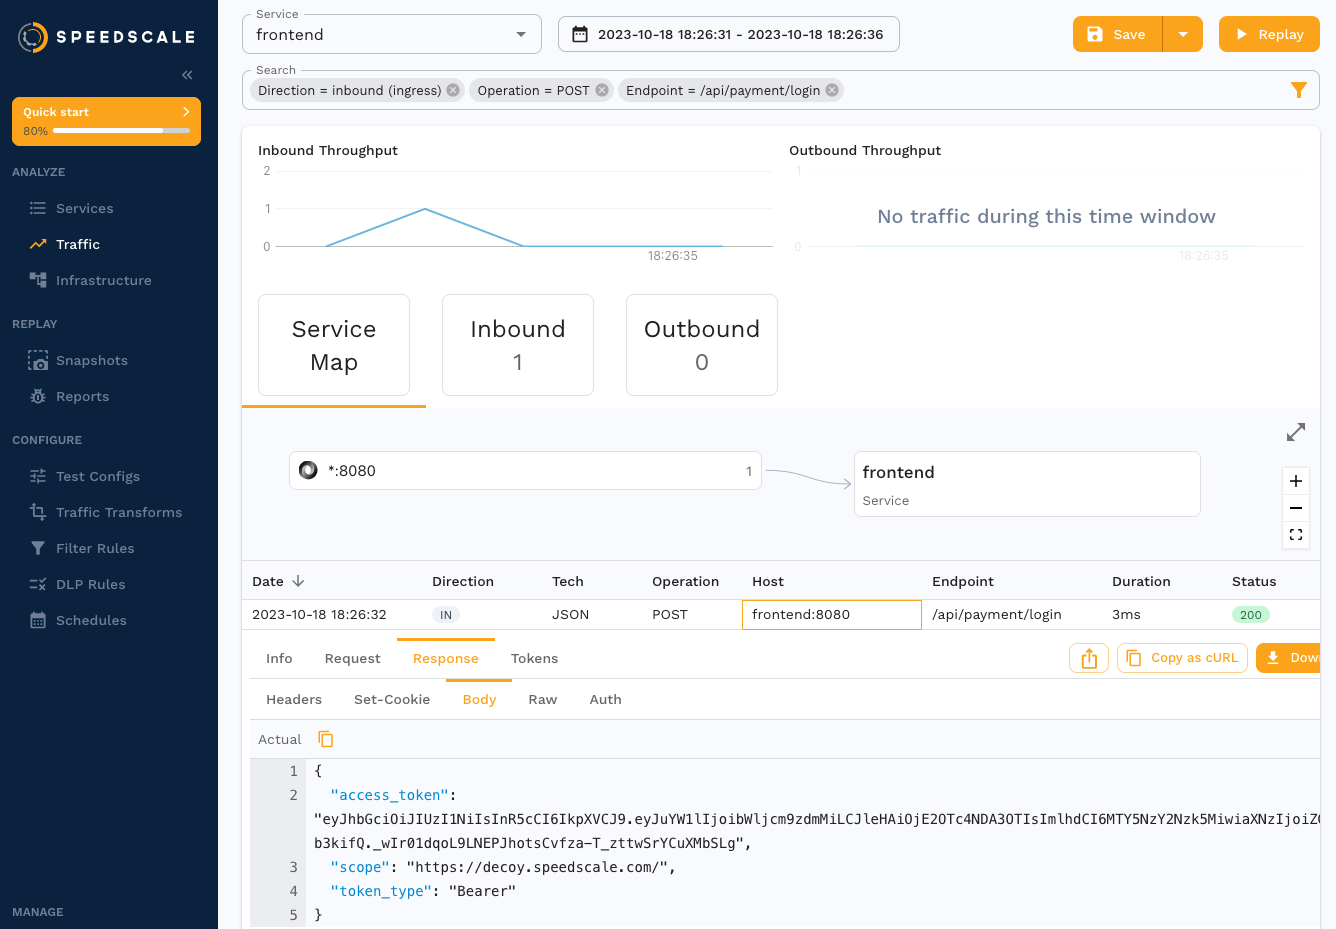 SPEEDSCALE
Quick start
80%
ANALYZE
Services
Traffic
Infrastructure
REPLAY
Snapshots
Reports
CONFIGURE
Test Configs
Traffic Transforms
Filter Rules
DLP Rules
Schedules
MANAGE
Service
frontend
2023-10-18 18:26:31 - 2023-10-18 18:26:36
Save
Replay
Search
Direction = inbound (ingress) Operation = POST Endpoint = /api/payment/login
Inbound Throughput
2
1
0
18:26:35
Outbound Throughput
1
No traffic during this time window
0
18:26:35
Service
Map
Inbound
1
Outbound
0
*:8080 1
frontend
Service
Date Direction Tech Operation Host Endpoint Duration Status
2023-10-18 18:26:32 IN JSON POST frontend:8080 /api/payment/login 3ms 200
Info Request Response Tokens
Copy as cURL
Headers Set-Cookie Body Raw Auth
Actual
1 {
2 "access_token":
"eyJhbGciOiJIUzI1NiIsInR5cCI6IkpXVCJ9.eyJuYW1lIjoibWljcm9zdmMiLCJleHAiOjE2OTc4NDA3OTIsImlhdCI6MTY5NzY2Nzk5MiwiaXNzIjoiZ
b3kifQ._wIr01dqoL9LNEPJhotsCvfza-T_zttwSrYCuXMbSLg",
3 "scope": "https://decoy.speedscale.com/",
4 "token_type": "Bearer"
5 }